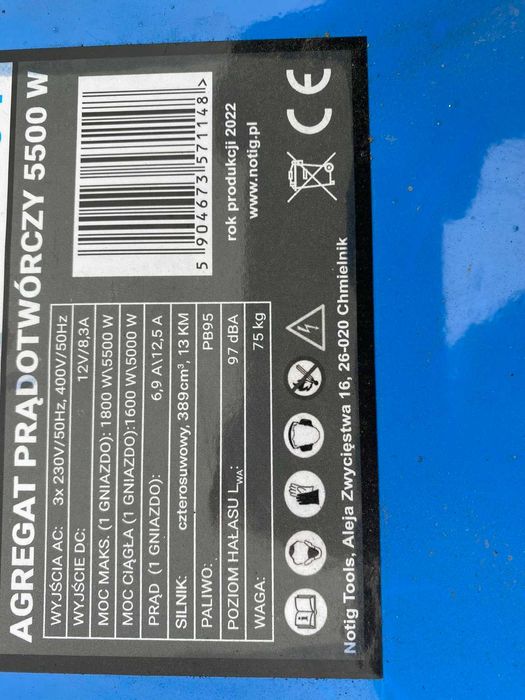 AGREGAT PRĄDOTWÓRCZY 5500 W
WYJŚCIA AC: 3x 230V/50Hz, 400V/50Hz
WYJŚCIE DC: 12V/8,3A
MOC MAKS. (1 GNIAZDO): 1800 W\5500 W
MOC CIĄGŁA (1 GNIAZDO):1600 W\5000 W
PRĄD (1 GNIAZDO): 6,9 A\12,5 A
SILNIK: czterosuwowy, 389cm³, 13 KM
PALIWO: PB95
POZIOM HAŁASU LWA: 97 dBA
WAGA: 75 kg
5 904673 571148 >
rok produkcji 2022
www.notig.pl
CE
Notig Tools, Aleja Zwycięstwa 16, 26-020 Chmielnik